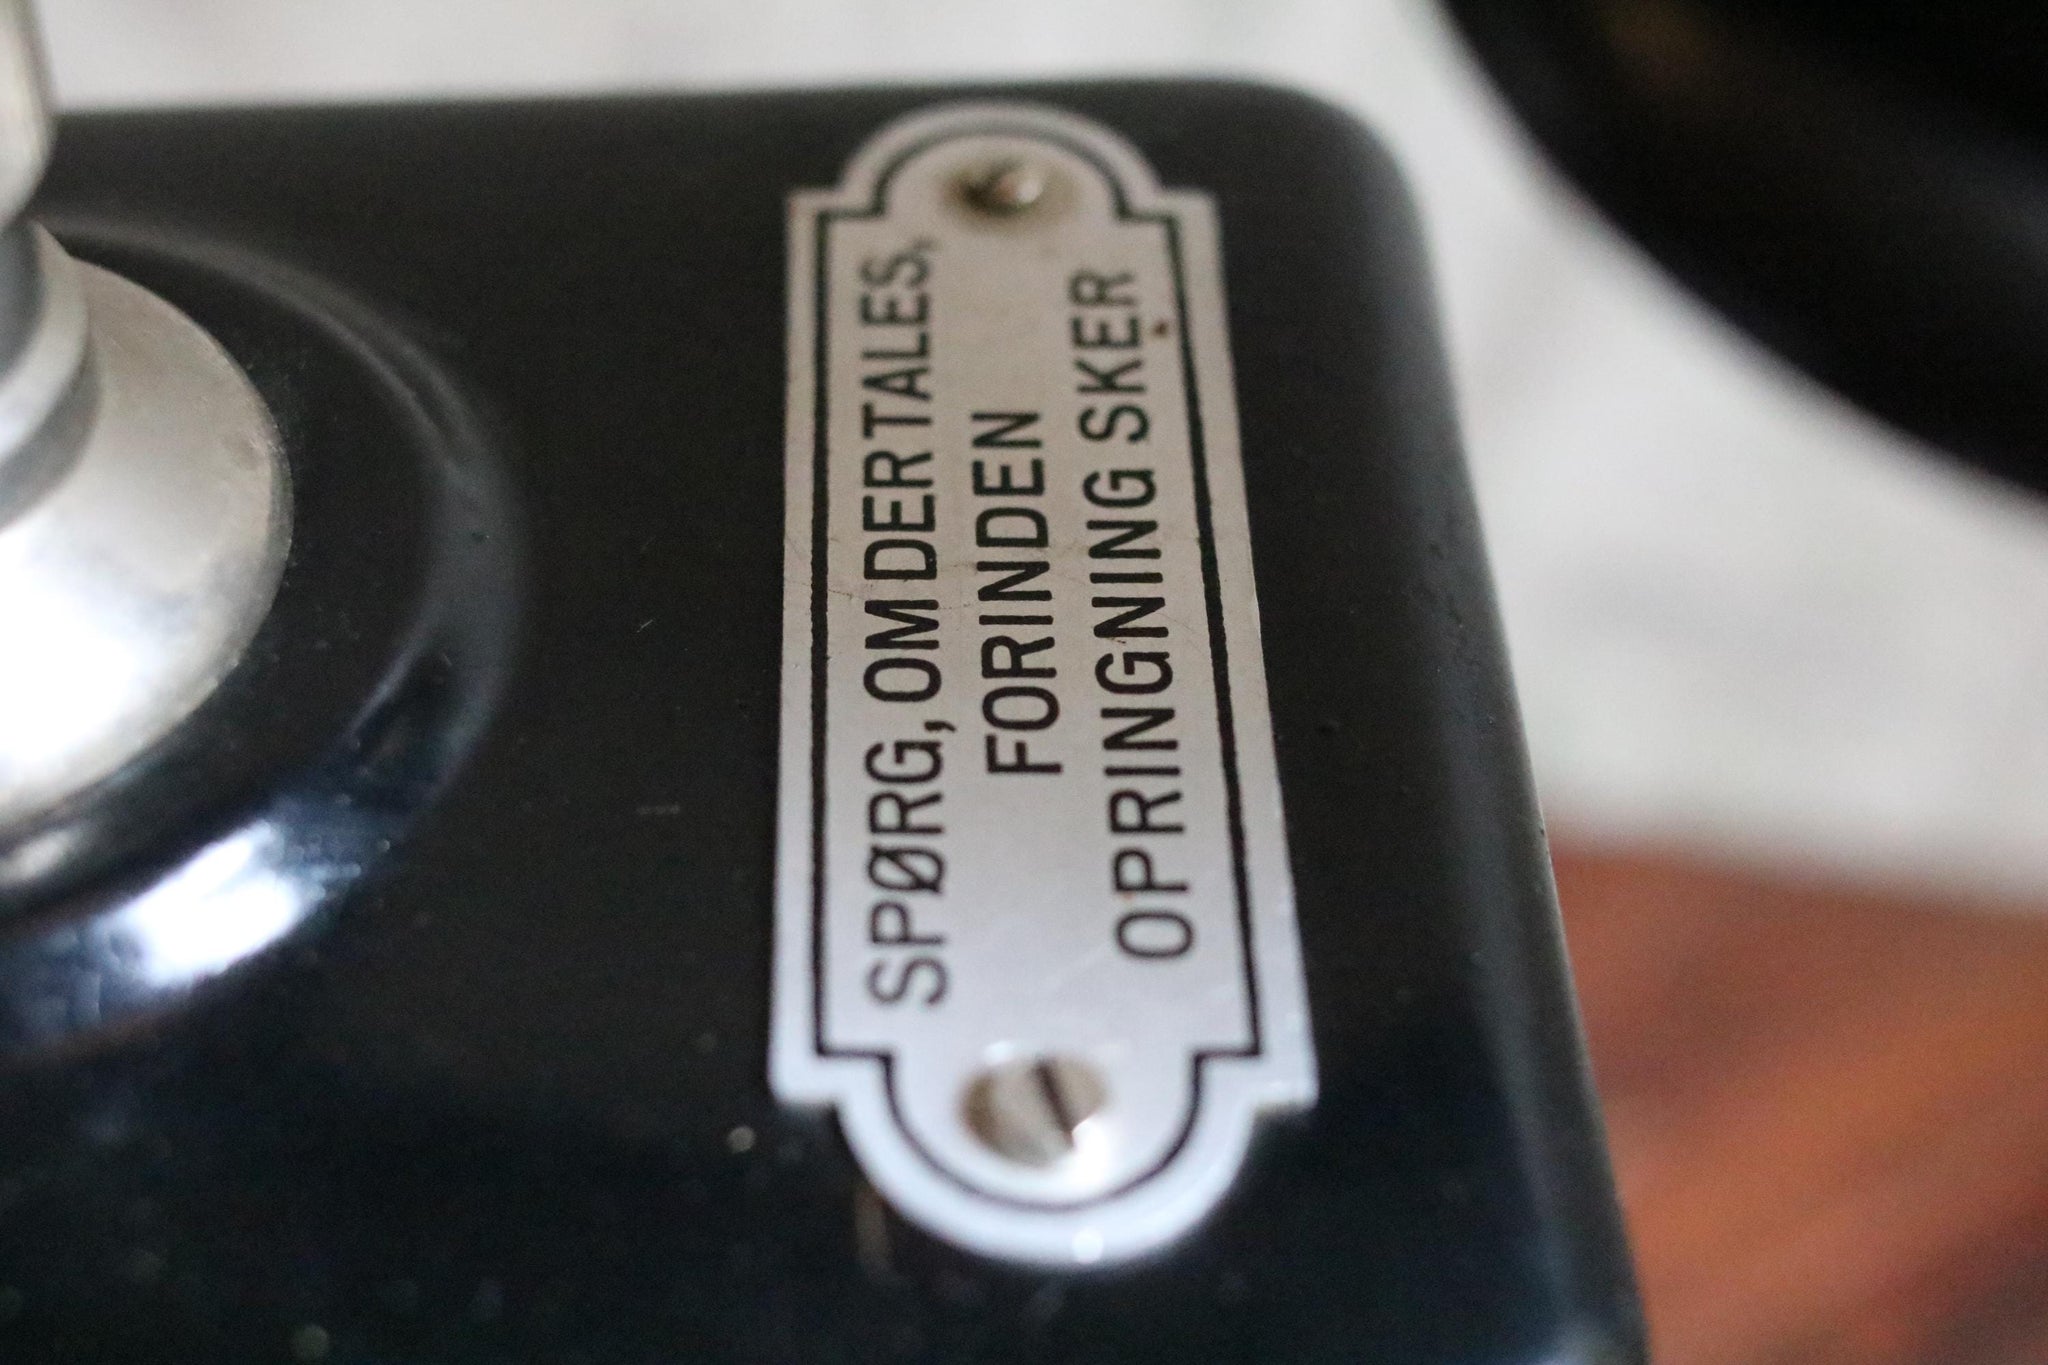 SPØRG, OM DER TALES,
FORINDEN
OPRINGNING SKER